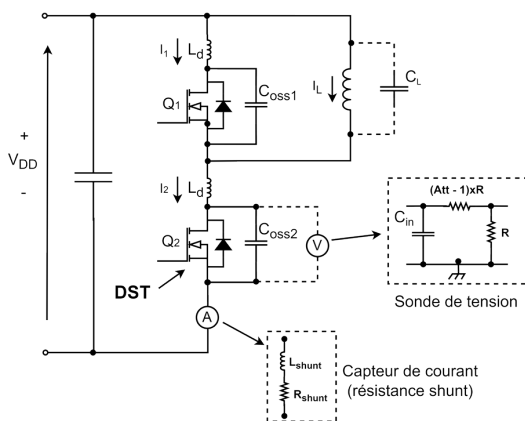 I1
Ld
Coss1
Q1
IL
CL
+
VDD
-
I2
Ld
Coss2
Q2
V
DST
A
(Att - 1)xR
Cin
R
Sonde de tension
Lshunt
Rshunt
Capteur de courant
(résistance shunt)